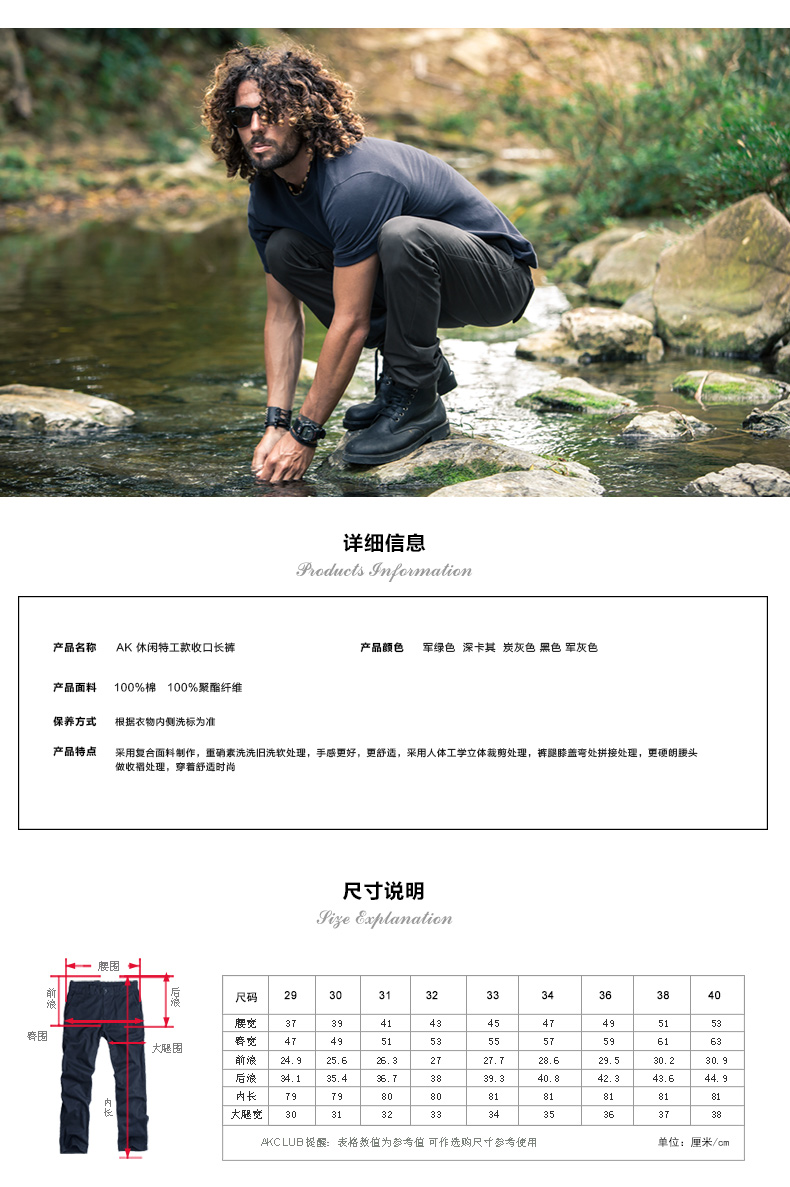 详细信息
Products Information
产品名称 AK 休闲特工款收口长裤 产品颜色 军绿色 深卡其 炭灰色 黑色 军灰色
产品面料 100%棉 100%聚酯纤维
保养方式 根据衣物内侧洗标为准
产品特点 采用复合面料制作，重硝素洗洗旧洗软处理，手感更好，更舒适，采用人体工学立体裁剪处理，裤腿膝盖弯处拼接处理，更硬朗腰头
做收褶处理，穿着舒适时尚
尺寸说明
Size Explanation
腰围
前浪
后浪
臀围
大腿围
内长
尺码 29 30 31 32 33 34 36 38 40
腰宽 37 39 41 43 45 47 49 51 53
臀宽 47 49 51 53 55 57 59 61 63
前浪 24.9 25.6 26.3 27 27.7 28.6 29.5 30.2 30.9
后浪 34.1 35.4 36.7 38 39.3 40.8 42.3 43.6 44.9
内长 79 79 80 80 81 81 81 81 81
大腿宽 30 31 32 33 34 35 36 37 38
AKCLUB提醒: 表格数值为参考值 可作选购尺寸参考使用 单位: 厘米/cm